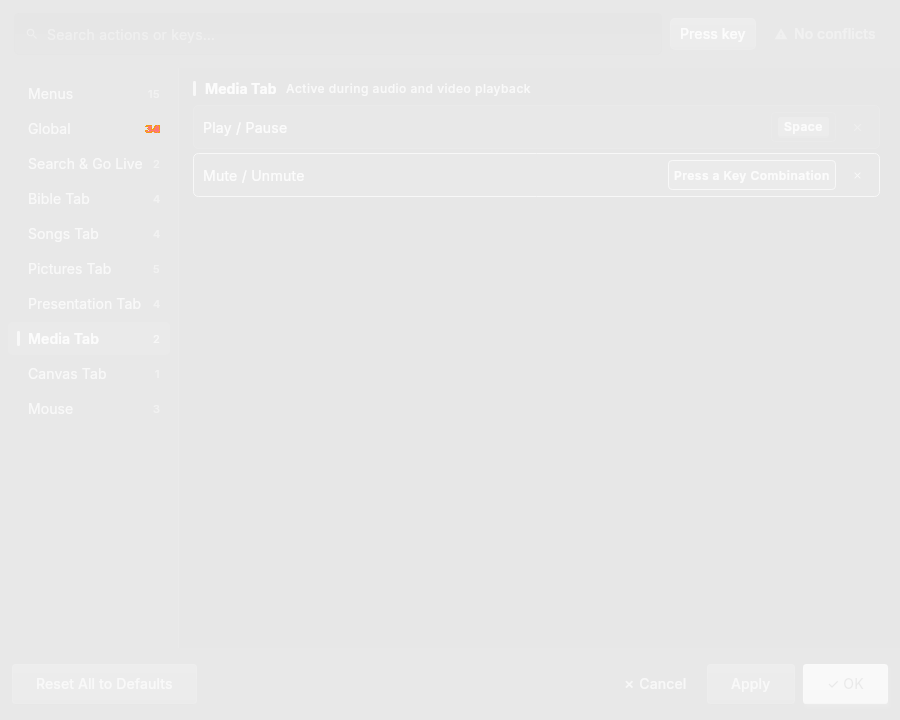 Search actions or keys...
Press key
No conflicts
Menus 15
Global
Search & Go Live 2
Bible Tab 4
Songs Tab 4
Pictures Tab 6
Presentation Tab 4
Media Tab 2
Canvas Tab 1
Mouse 3
Media Tab Active during audio and video playback
Play / Pause Space
Mute / Unmute Press a Key Combination
Reset All to Defaults
Cancel
Apply
OK